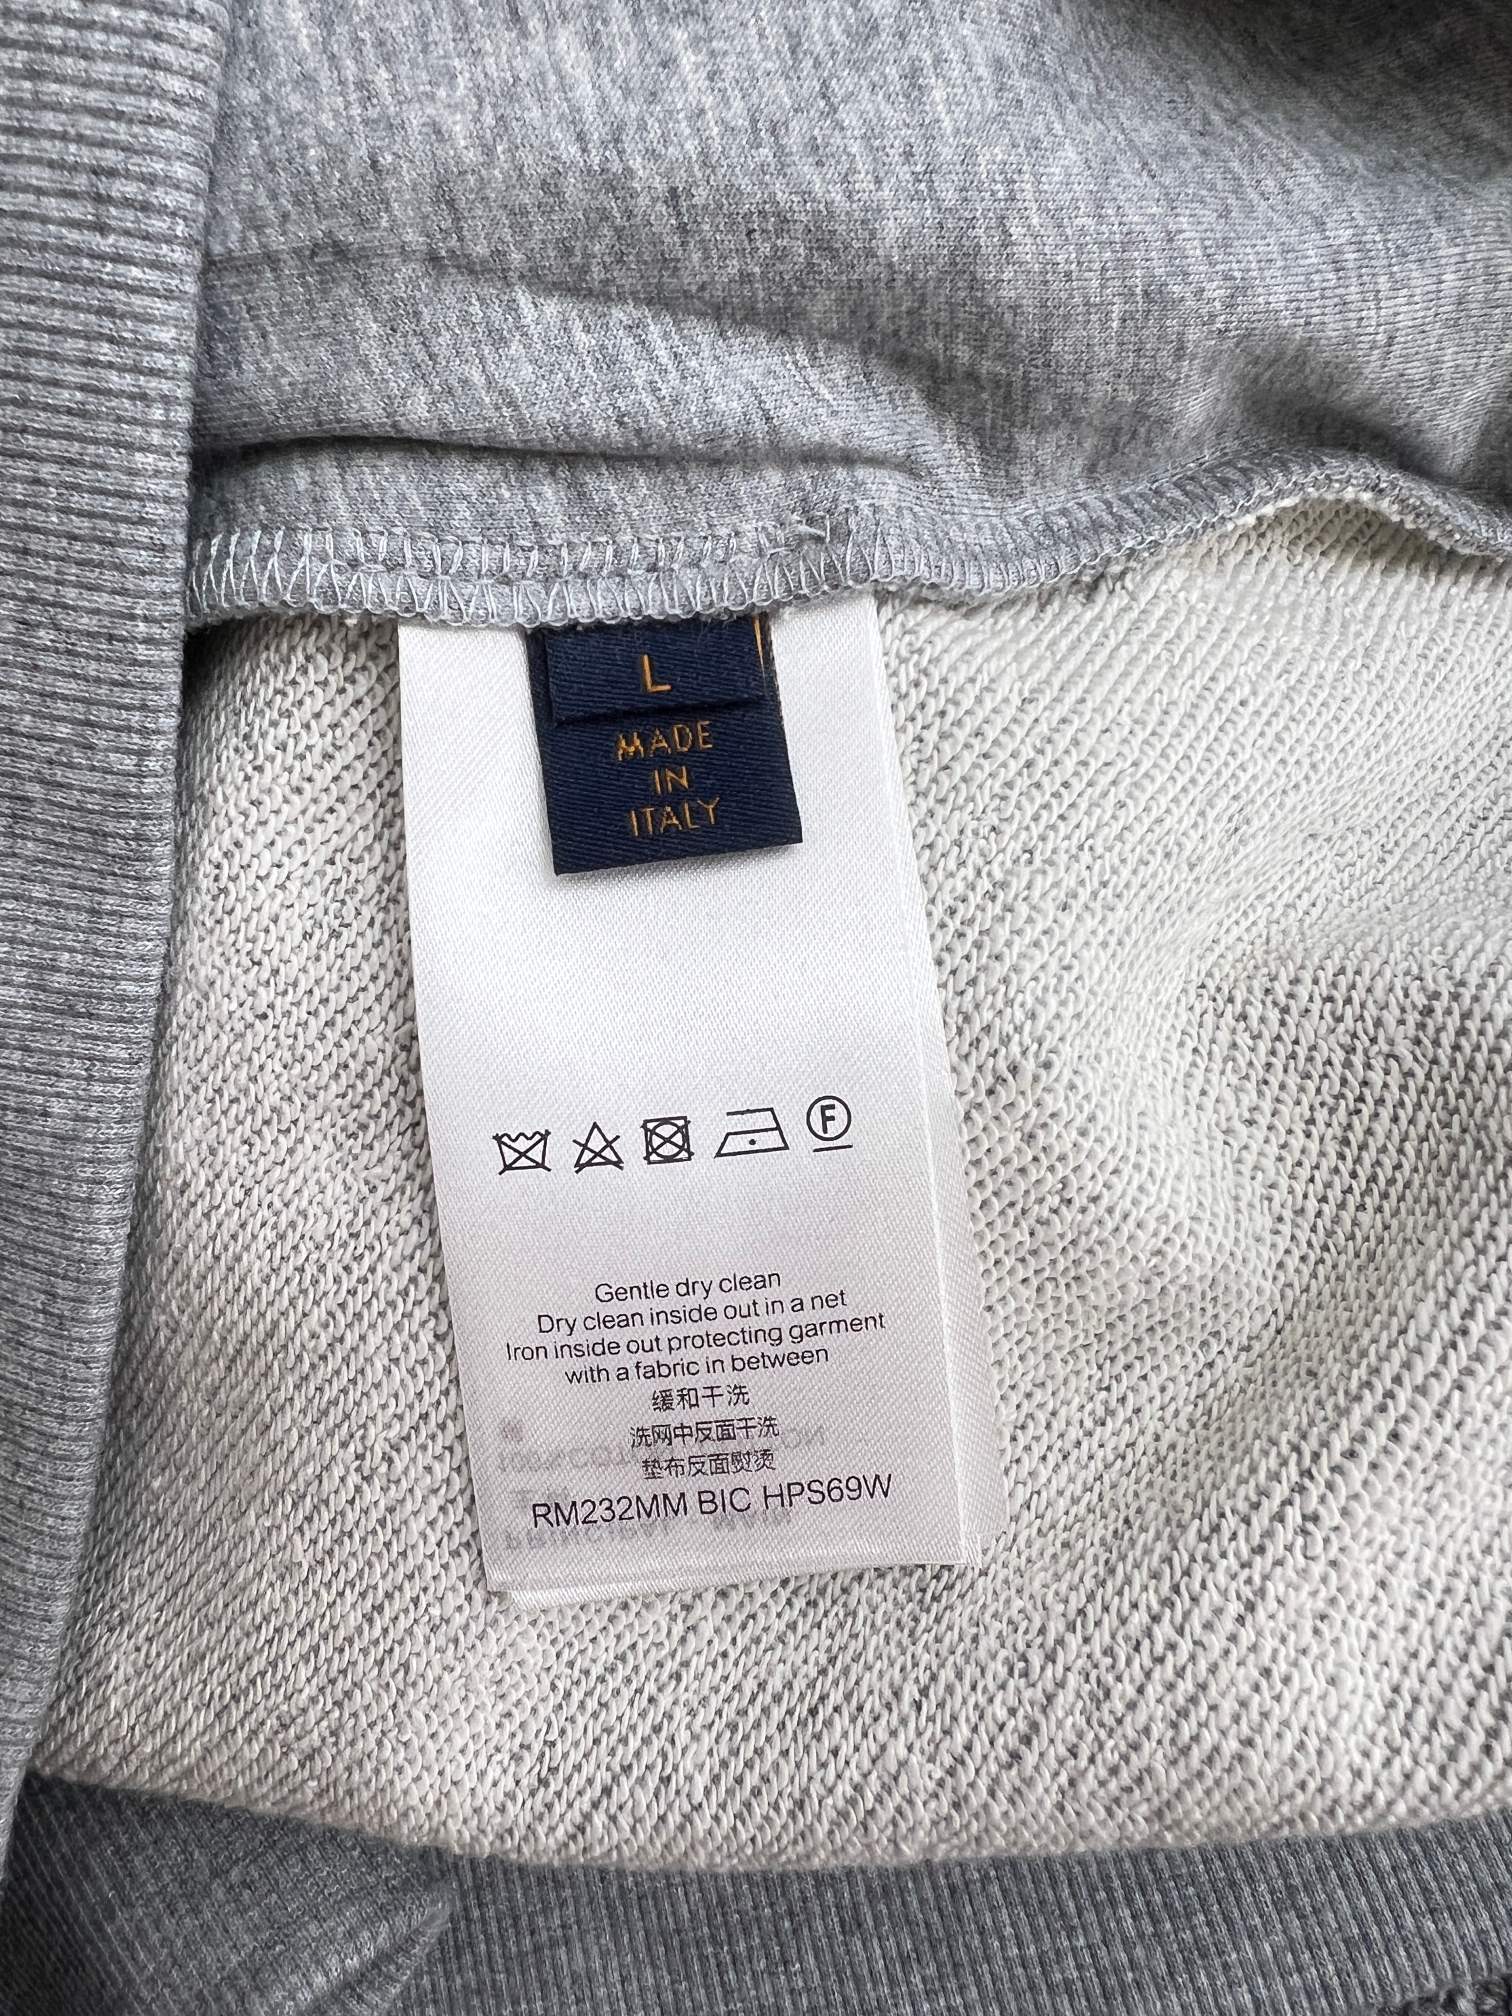 L
MADE
IN
ITALY
F
Gentle dry clean
Dry clean inside out in a net
Iron inside out protecting garment
with a fabric in between
缓和干洗
洗网中反面干洗
垫布反面熨烫
RM232MM BIC HPS69W